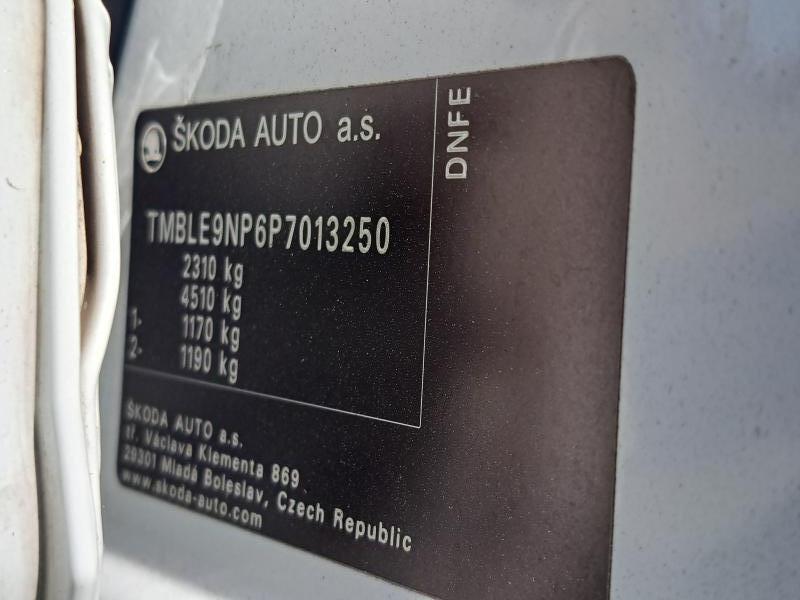 ŠKODA AUTO a.s.
DNFE
TMBLE9NP6P7013250
2310 kg
4510 kg
1- 1170 kg
2- 1190 kg
ŠKODA AUTO a.s.
tř. Václava Klementa 869
29301 Mladá Boleslav, Czech Republic
www.skoda-auto.com